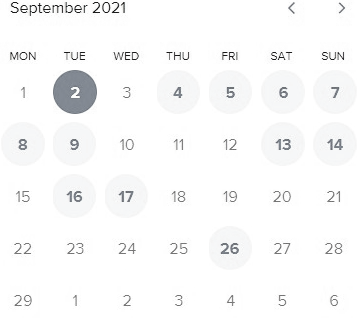 September 2021
MON TUE WED THU FRI SAT SUN
1 2 3 4 5 6 7
8 9 10 11 12 13 14
15 16 17 18 19 20 21
22 23 24 25 26 27 28
29 1 2 3 4 5 6